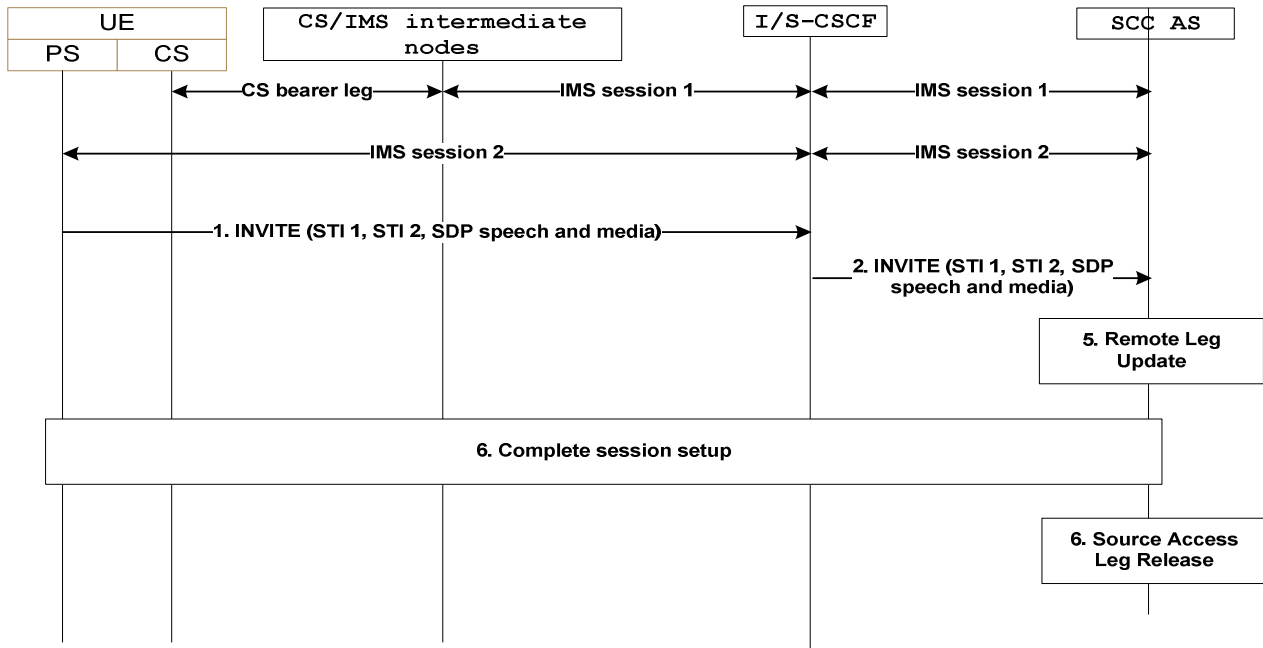 UE
PS
CS
CS/IMS intermediate
nodes
I/S-CSCF
SCC AS
CS bearer leg
IMS session 1
IMS session 1
IMS session 2
IMS session 2
1. INVITE (STI 1, STI 2, SDP speech and media)
2. INVITE (STI 1, STI 2, SDP
speech and media)
5. Remote Leg
Update
6. Complete session setup
6. Source Access
Leg Release